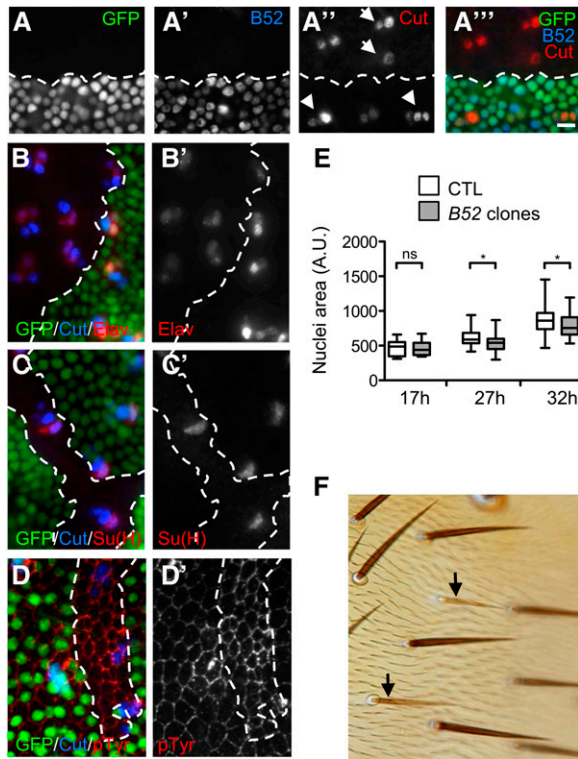 A GFP
A' B52
A'' Cut
A''' GFP
B52
Cut
B
GFP/Cut/Elav
B'
Elav
C
GFP/Cut/Su(H)
C'
Su(H)
D
GFP/Cut/pTyr
D'
pTyr
E
CTL
B52 clones
Nuclei area (A.U.)
2000
1500
1000
500
0
ns
*
*
17h
27h
32h
F